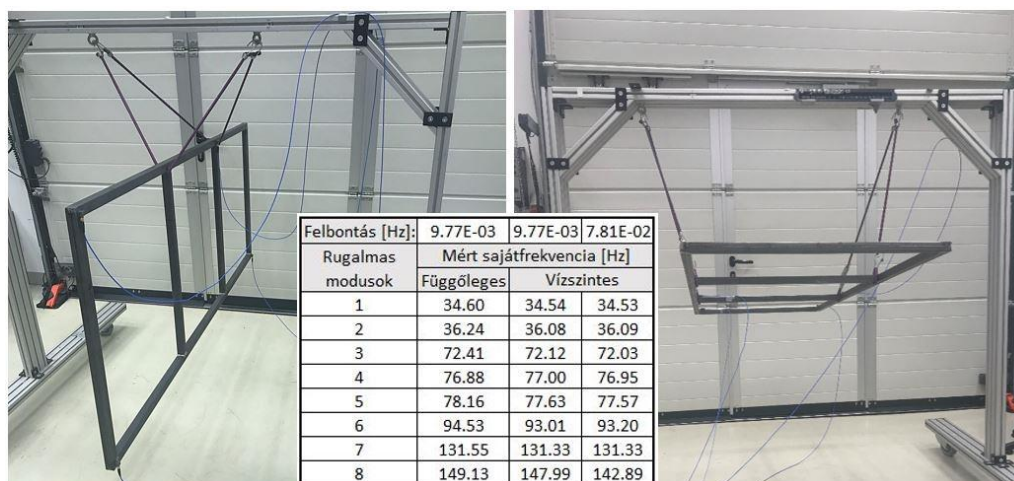 Felbontás [Hz]: 9.77E-03 9.77E-03 7.81E-02
Rugalmas modusok Mért sajátfrekvencia [Hz]
Függőleges Vízszintes
1 34.60 34.54 34.53
2 36.24 36.08 36.09
3 72.41 72.12 72.03
4 76.88 77.00 76.95
5 78.16 77.63 77.57
6 94.53 93.01 93.20
7 131.55 131.33 131.33
8 149.13 147.99 142.89